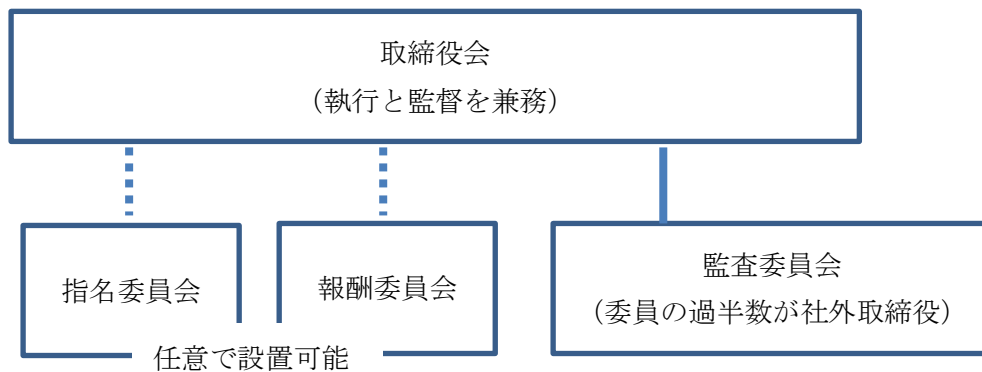 取締役会
（執行と監督を兼務）
指名委員会
報酬委員会
監査委員会
（委員の過半数が社外取締役）
任意で設置可能